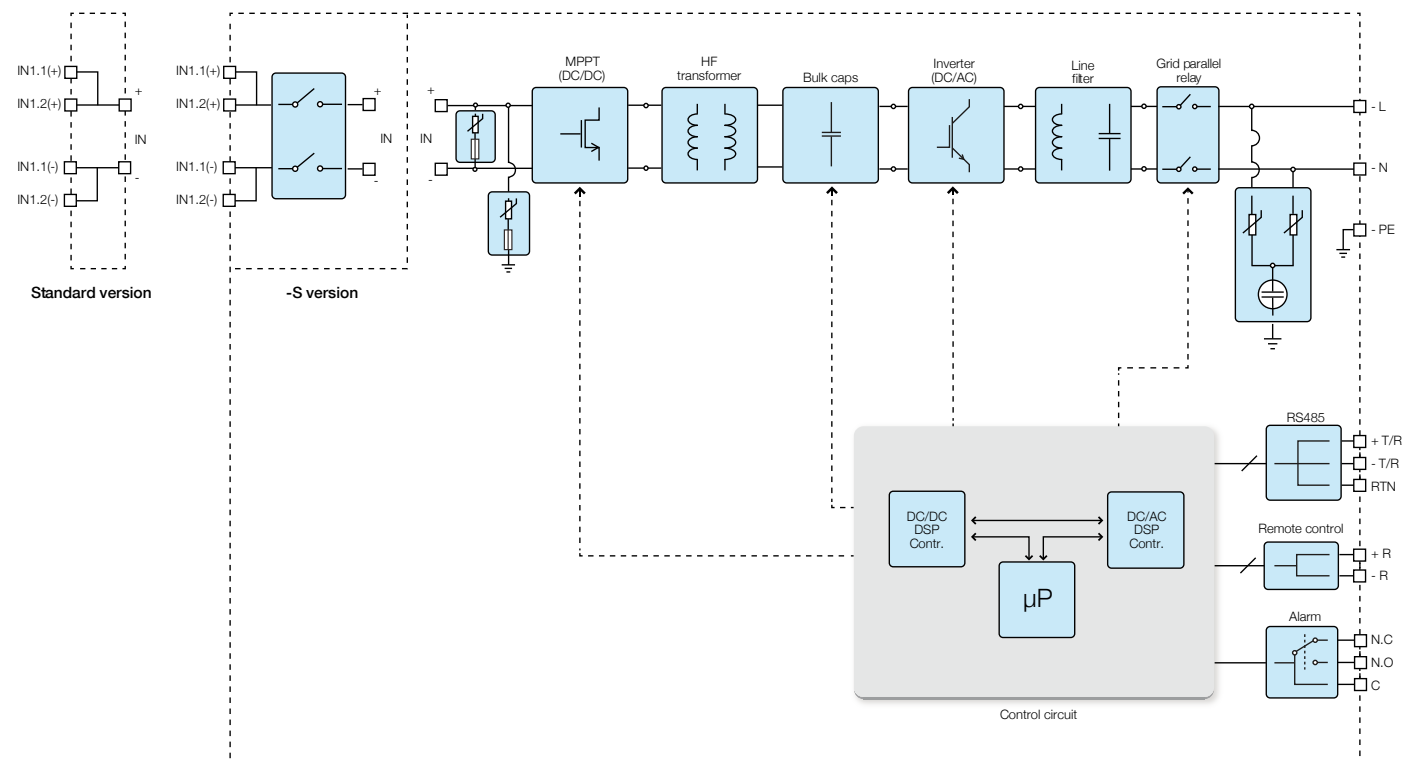 IN1.1(+)
IN1.2(+)
+
IN
IN1.1(-)
-
IN1.2(-)
Standard version
IN1.1(+)
IN1.2(+)
+
IN
IN1.1(-)
-
IN1.2(-)
-S version
+
IN
-
MPPT
(DC/DC)
HF
transformer
Bulk caps
Inverter
(DC/AC)
Line
filter
Grid parallel
relay
- L
- N
- PE
RS485
+ T/R
- T/R
RTN
DC/DC
DSP
Contr.
DC/AC
DSP
Contr.
µP
Remote control
+ R
- R
Alarm
N.C
N.O
C
Control circuit